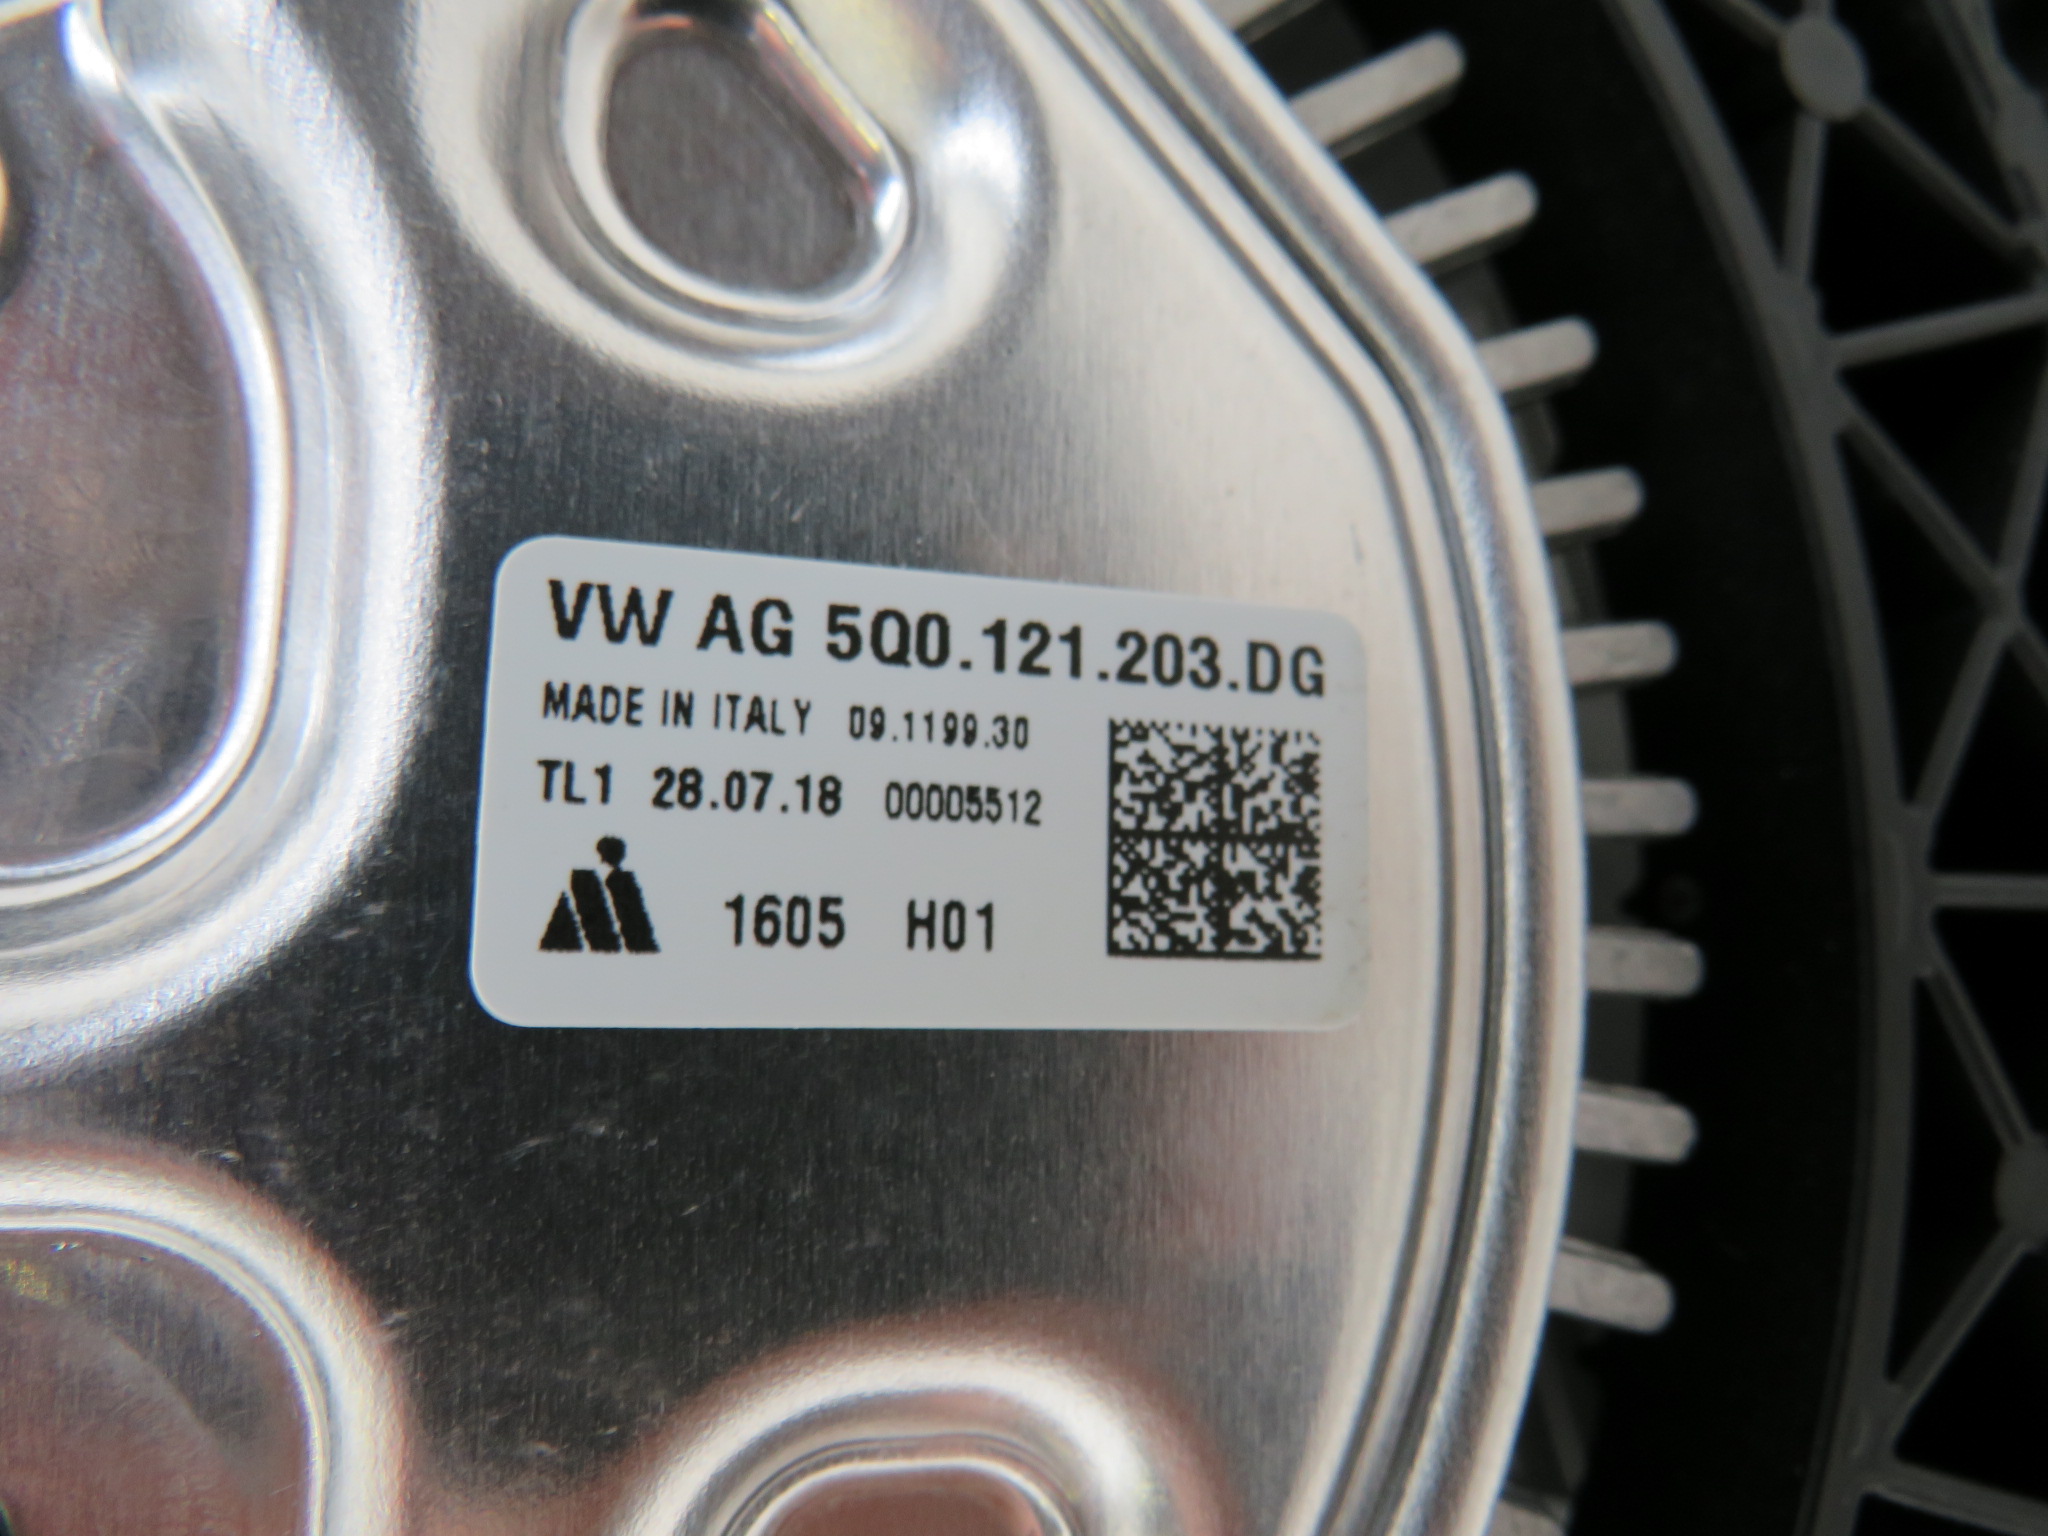 VW AG 5Q0.121.203.DG
MADE IN ITALY 09.1199.30
TL1 28.07.18 00005512
1605 H01